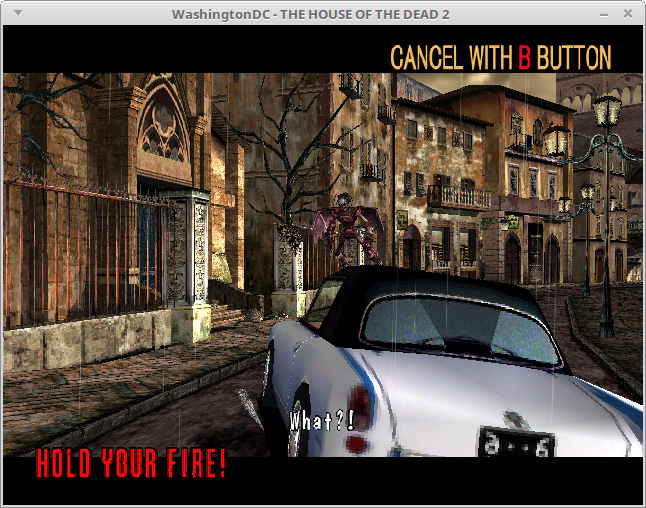 WashingtonDC - THE HOUSE OF THE DEAD 2
CANCEL WITH B BUTTON
What?!
HOLD YOUR FIRE!